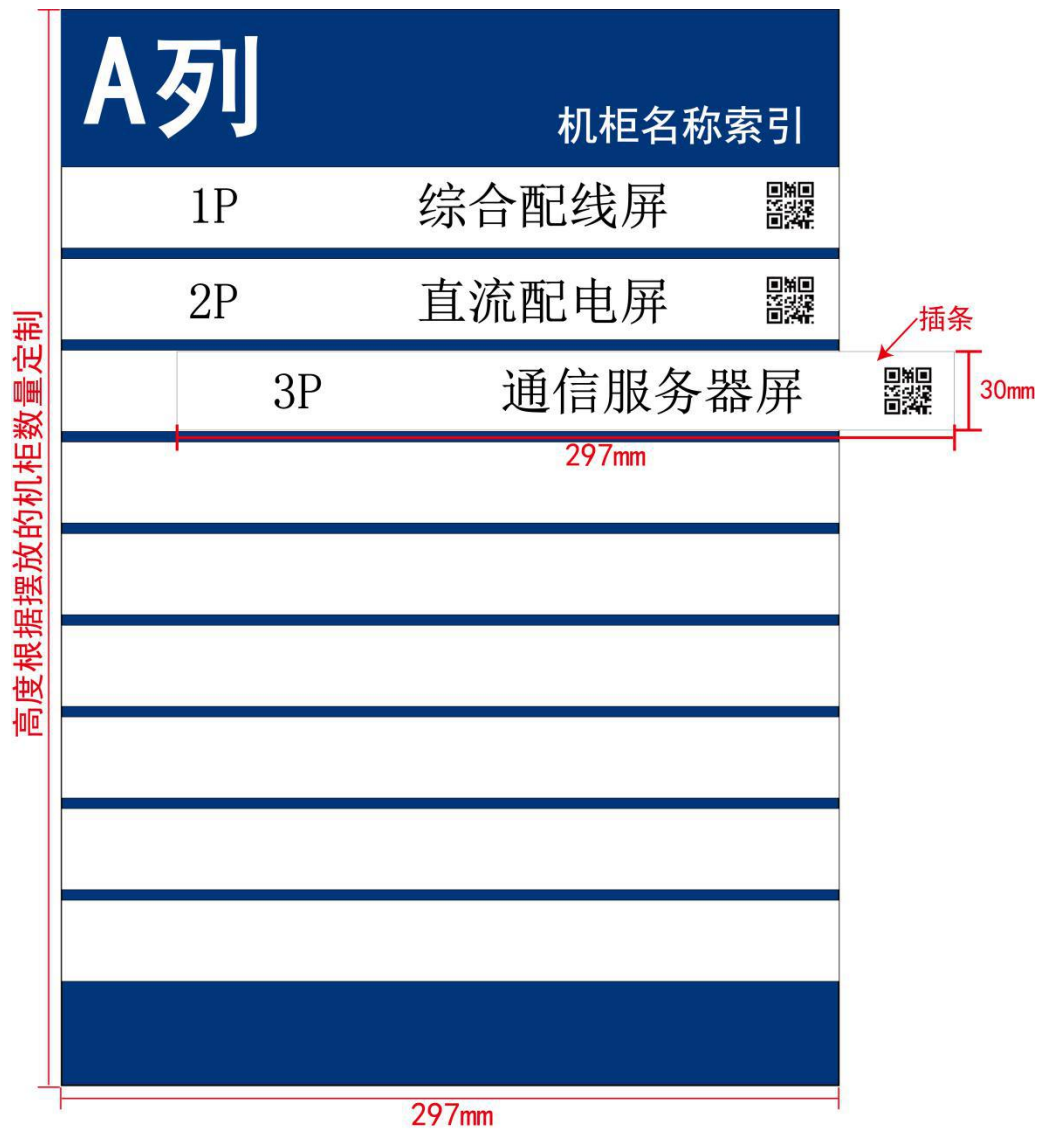 A列
机柜名称索引
1P 综合配线屏
2P 直流配电屏
插条
3P 通信服务器屏
30mm
297mm
高度根据摆放的机柜数量定制
297mm